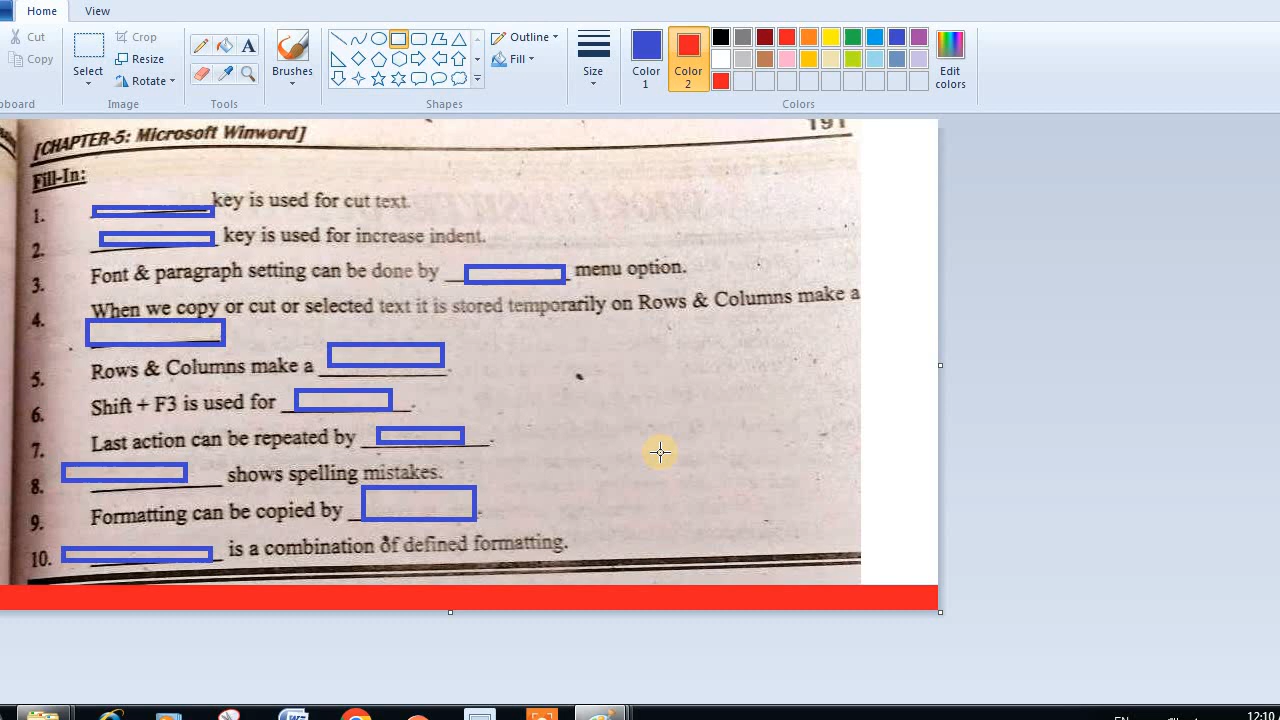 Home View
Cut
Copy
Crop
Resize
Rotate
Select
Brushes
Outline
Fill
Size
Color 1
Color 2
Edit colors
board
Image
Tools
Shapes
Colors
[CHAPTER-5: Microsoft Winword] 191
Fill-In:
1. key is used for cut text.
2. key is used for increase indent.
3. Font & paragraph setting can be done by menu option.
4. When we copy or cut or selected text it is stored temporarily on Rows & Columns make a
5. Rows & Columns make a .
6. Shift + F3 is used for .
7. Last action can be repeated by .
8. shows spelling mistakes.
9. Formatting can be copied by .
10. is a combination of defined formatting.
12:10